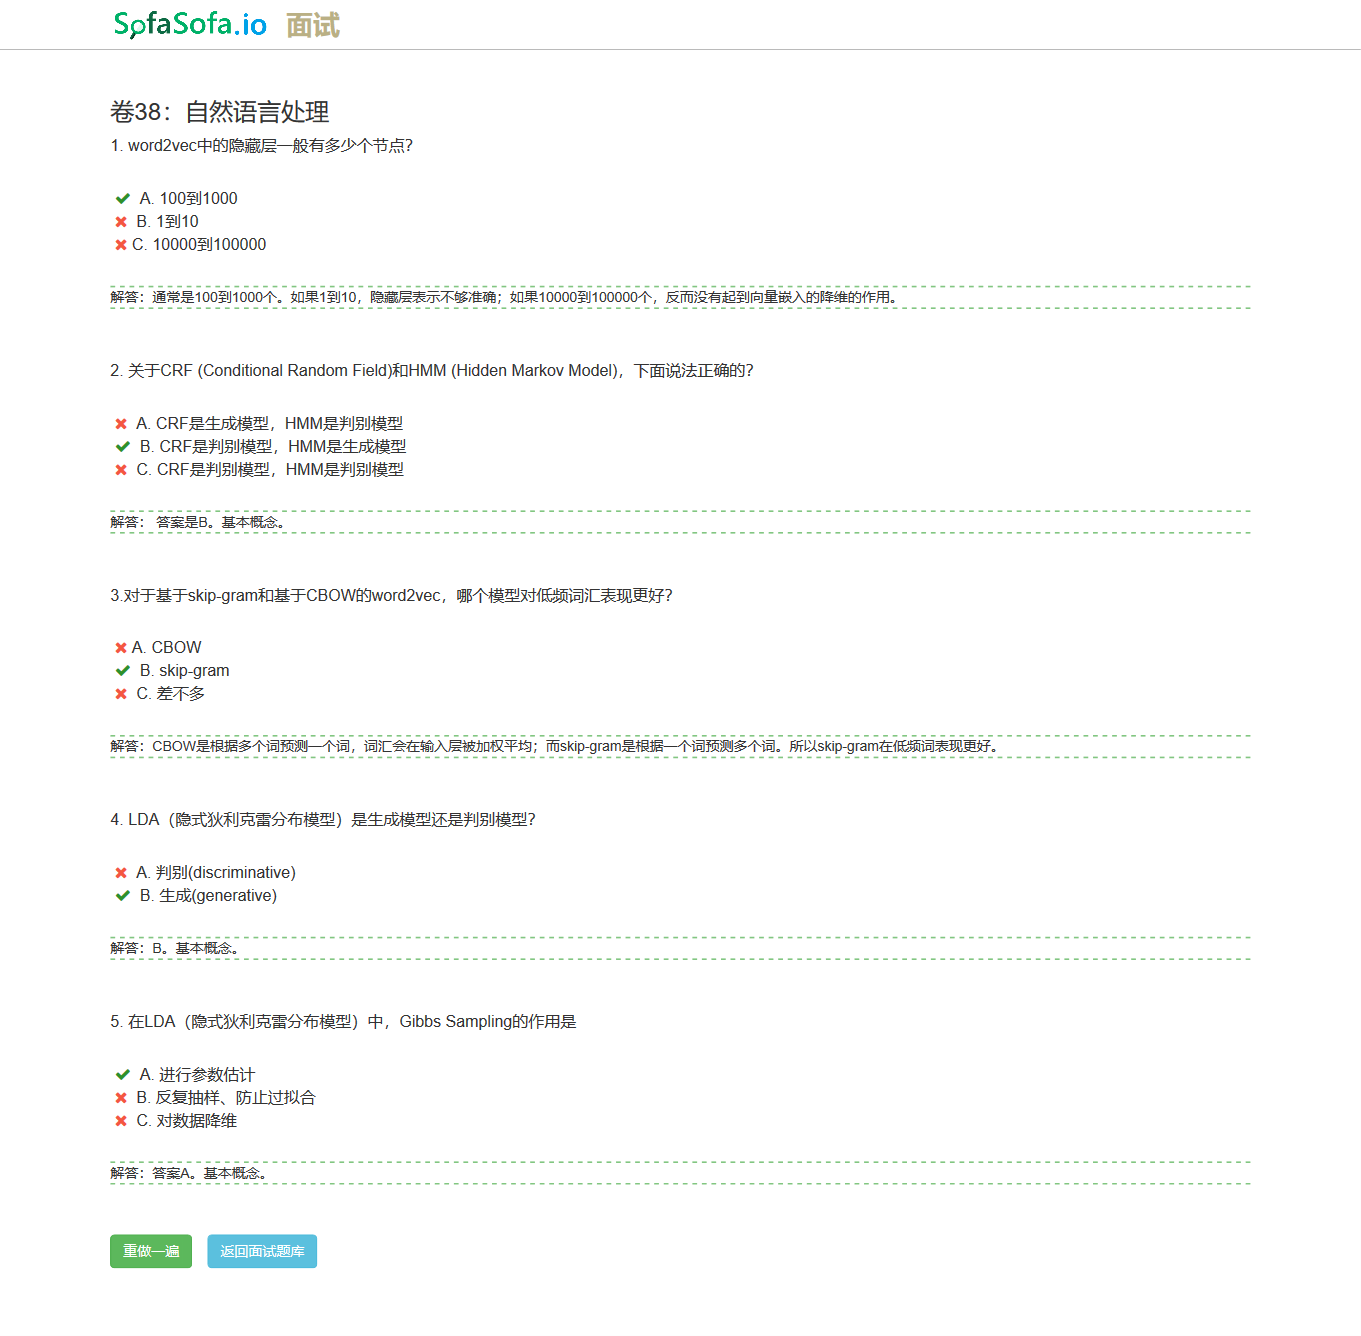 SofaSofa.io 面试
卷38：自然语言处理
1. word2vec中的隐藏层一般有多少个节点？
A. 100到1000
B. 1到10
C. 10000到100000
解答：通常是100到1000个。如果1到10，隐藏层表示不够准确；如果10000到100000个，反而没有起到向量嵌入的降维的作用。
2. 关于CRF (Conditional Random Field)和HMM (Hidden Markov Model)，下面说法正确的？
A. CRF是生成模型，HMM是判别模型
B. CRF是判别模型，HMM是生成模型
C. CRF是判别模型，HMM是判别模型
解答： 答案是B。基本概念。
3.对于基于skip-gram和基于CBOW的word2vec，哪个模型对低频词汇表现更好？
A. CBOW
B. skip-gram
C. 差不多
解答：CBOW是根据多个词预测一个词，词汇会在输入层被加权平均；而skip-gram是根据一个词预测多个词。所以skip-gram在低频词表现更好。
4. LDA（隐式狄利克雷分布模型）是生成模型还是判别模型？
A. 判别(discriminative)
B. 生成(generative)
解答：B。基本概念。
5. 在LDA（隐式狄利克雷分布模型）中，Gibbs Sampling的作用是
A. 进行参数估计
B. 反复抽样、防止过拟合
C. 对数据降维
解答：答案A。基本概念。
重做一遍 返回面试题库